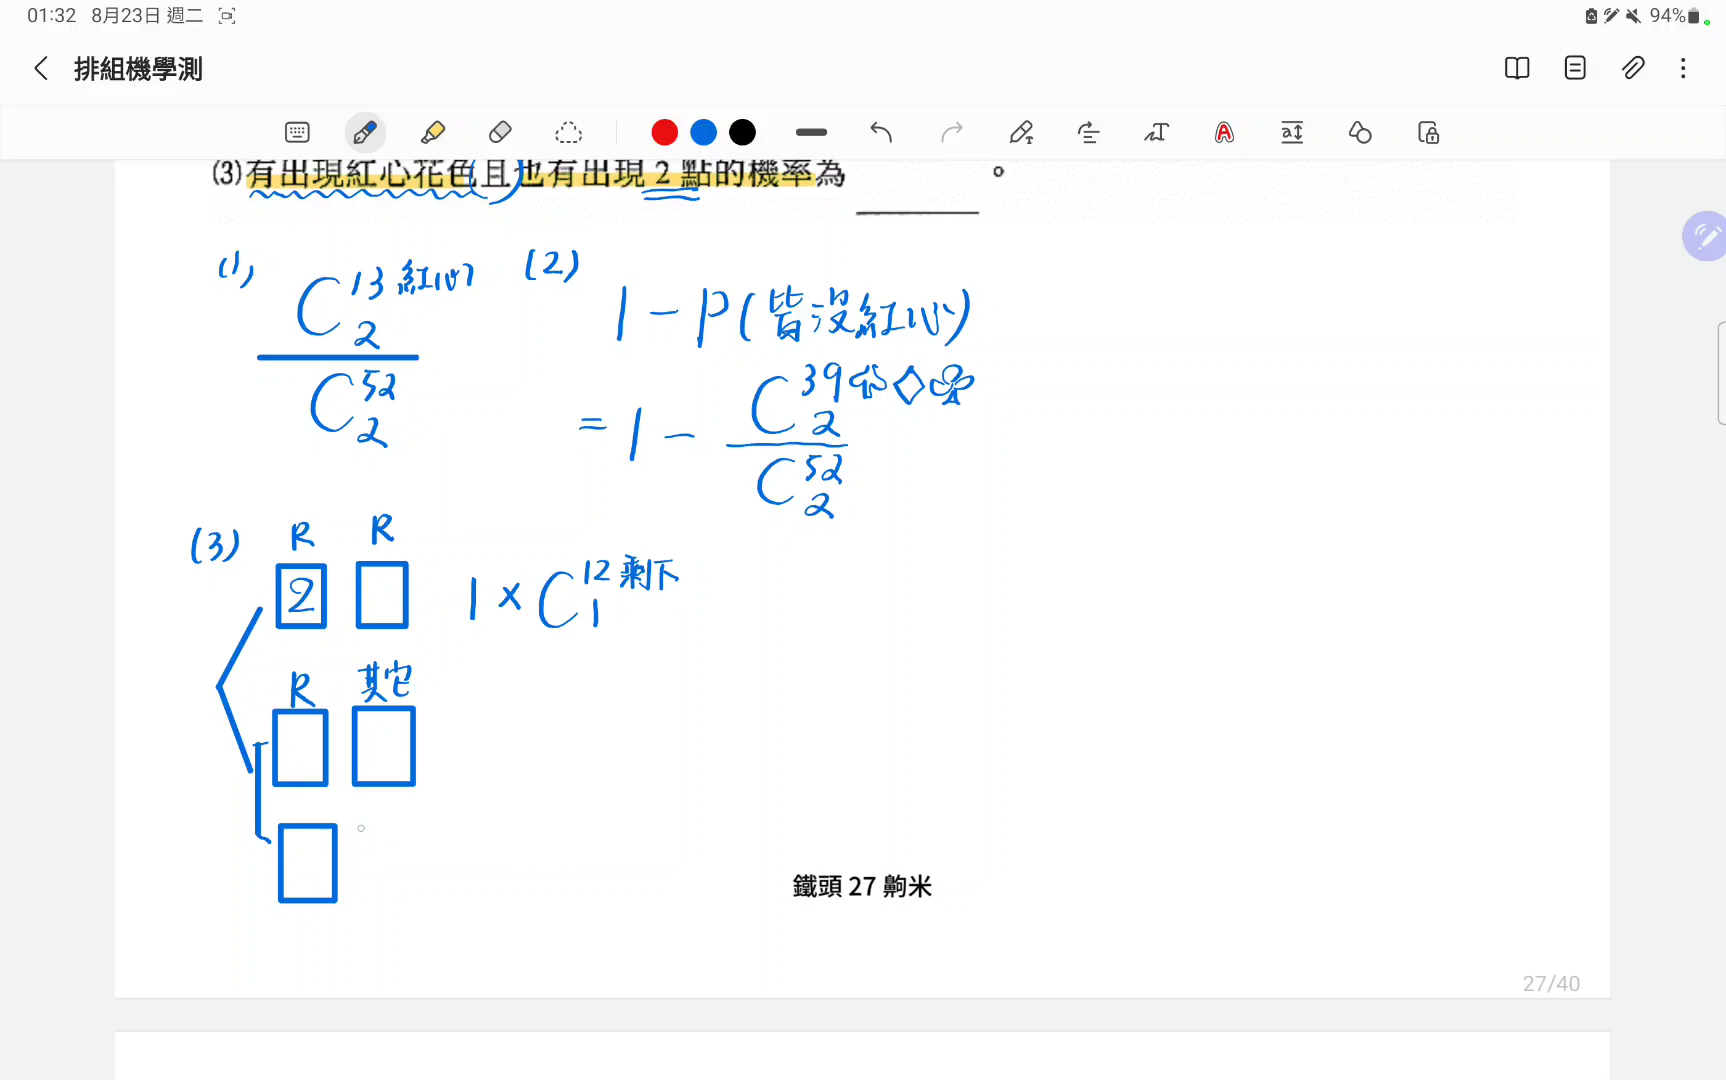 01:32 8月23日 週二
94%
排組機學測
(3)有出現紅心花色且也有出現 2 點的機率為 。
(1)
C 13 紅心 2
C 52 2
(2)
1 - P(皆沒紅心)
= 1 - C 39 ♤◇♧ 2
C 52 2
(3)
R R
2
1 × C 12 剩下 1
R 其它
鐵頭 27 齁米
27/40